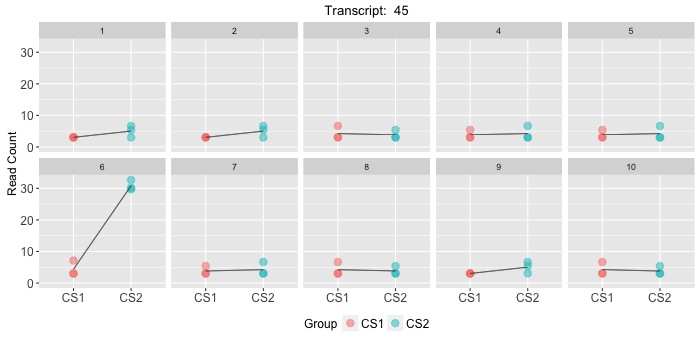 Transcript: 45
1 2 3 4 5
30
20
10
0
Read Count
6 7 8 9 10
30
20
10
0
CS1 CS2 CS1 CS2 CS1 CS2 CS1 CS2 CS1 CS2
Group CS1 CS2